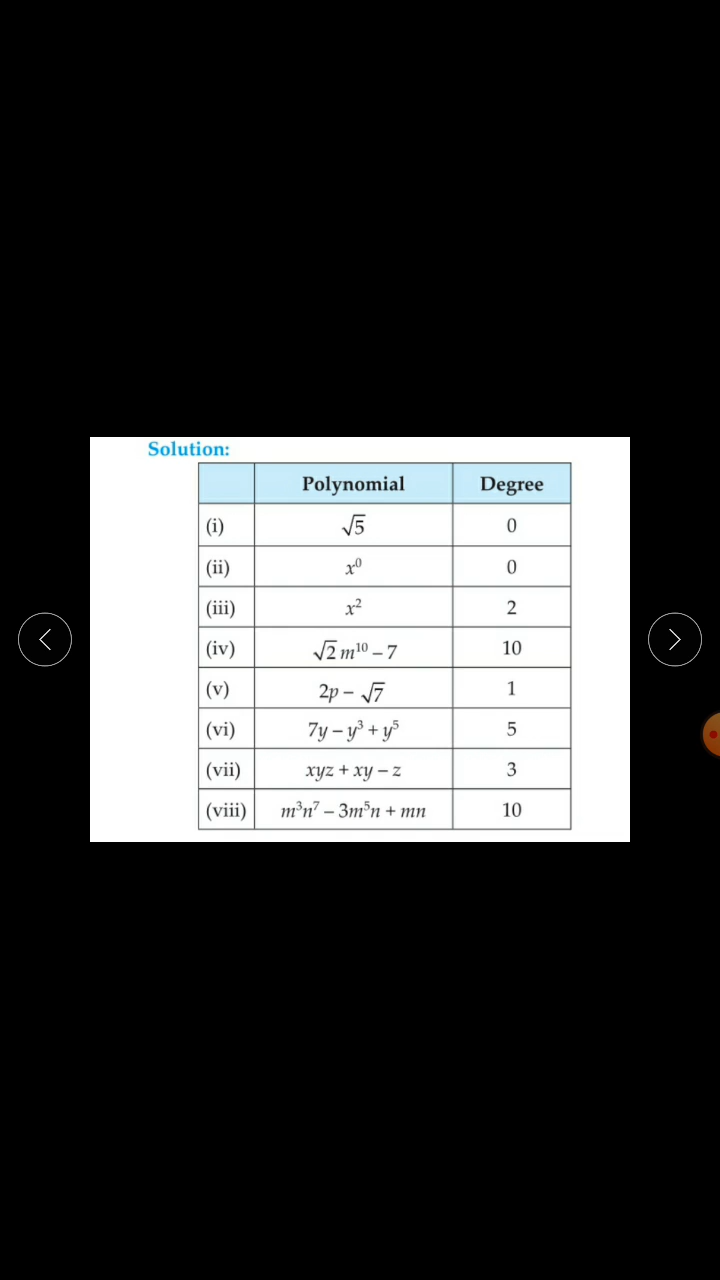 Solution:
Polynomial Degree
(i) √5 0
(ii) x⁰ 0
(iii) x² 2
(iv) √2 m¹⁰ – 7 10
(v) 2p – √7 1
(vi) 7y – y³ + y⁵ 5
(vii) xyz + xy – z 3
(viii) m³n⁷ – 3m⁵n + mn 10